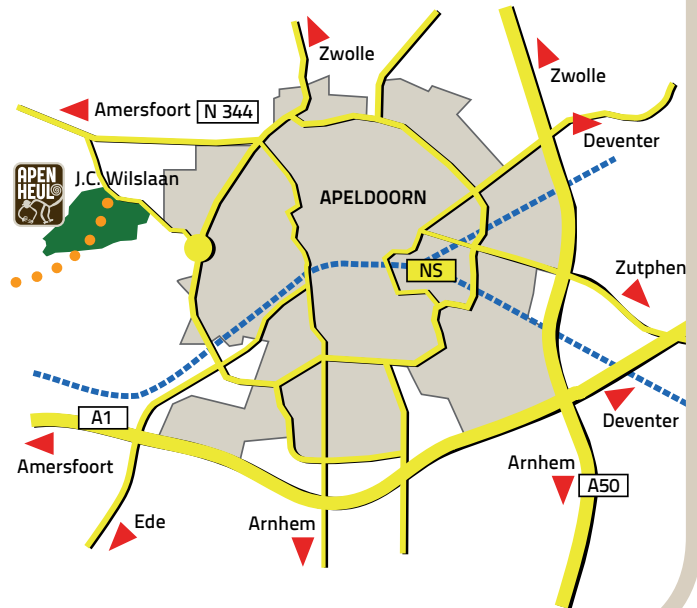 Zwolle
Zwolle
Amersfoort
N 344
Deventer
APEN
HEUL
J.C. Wilslaan
APELDOORN
NS
Zutphen
A1
Deventer
Amersfoort
Arnhem
A50
Ede
Arnhem